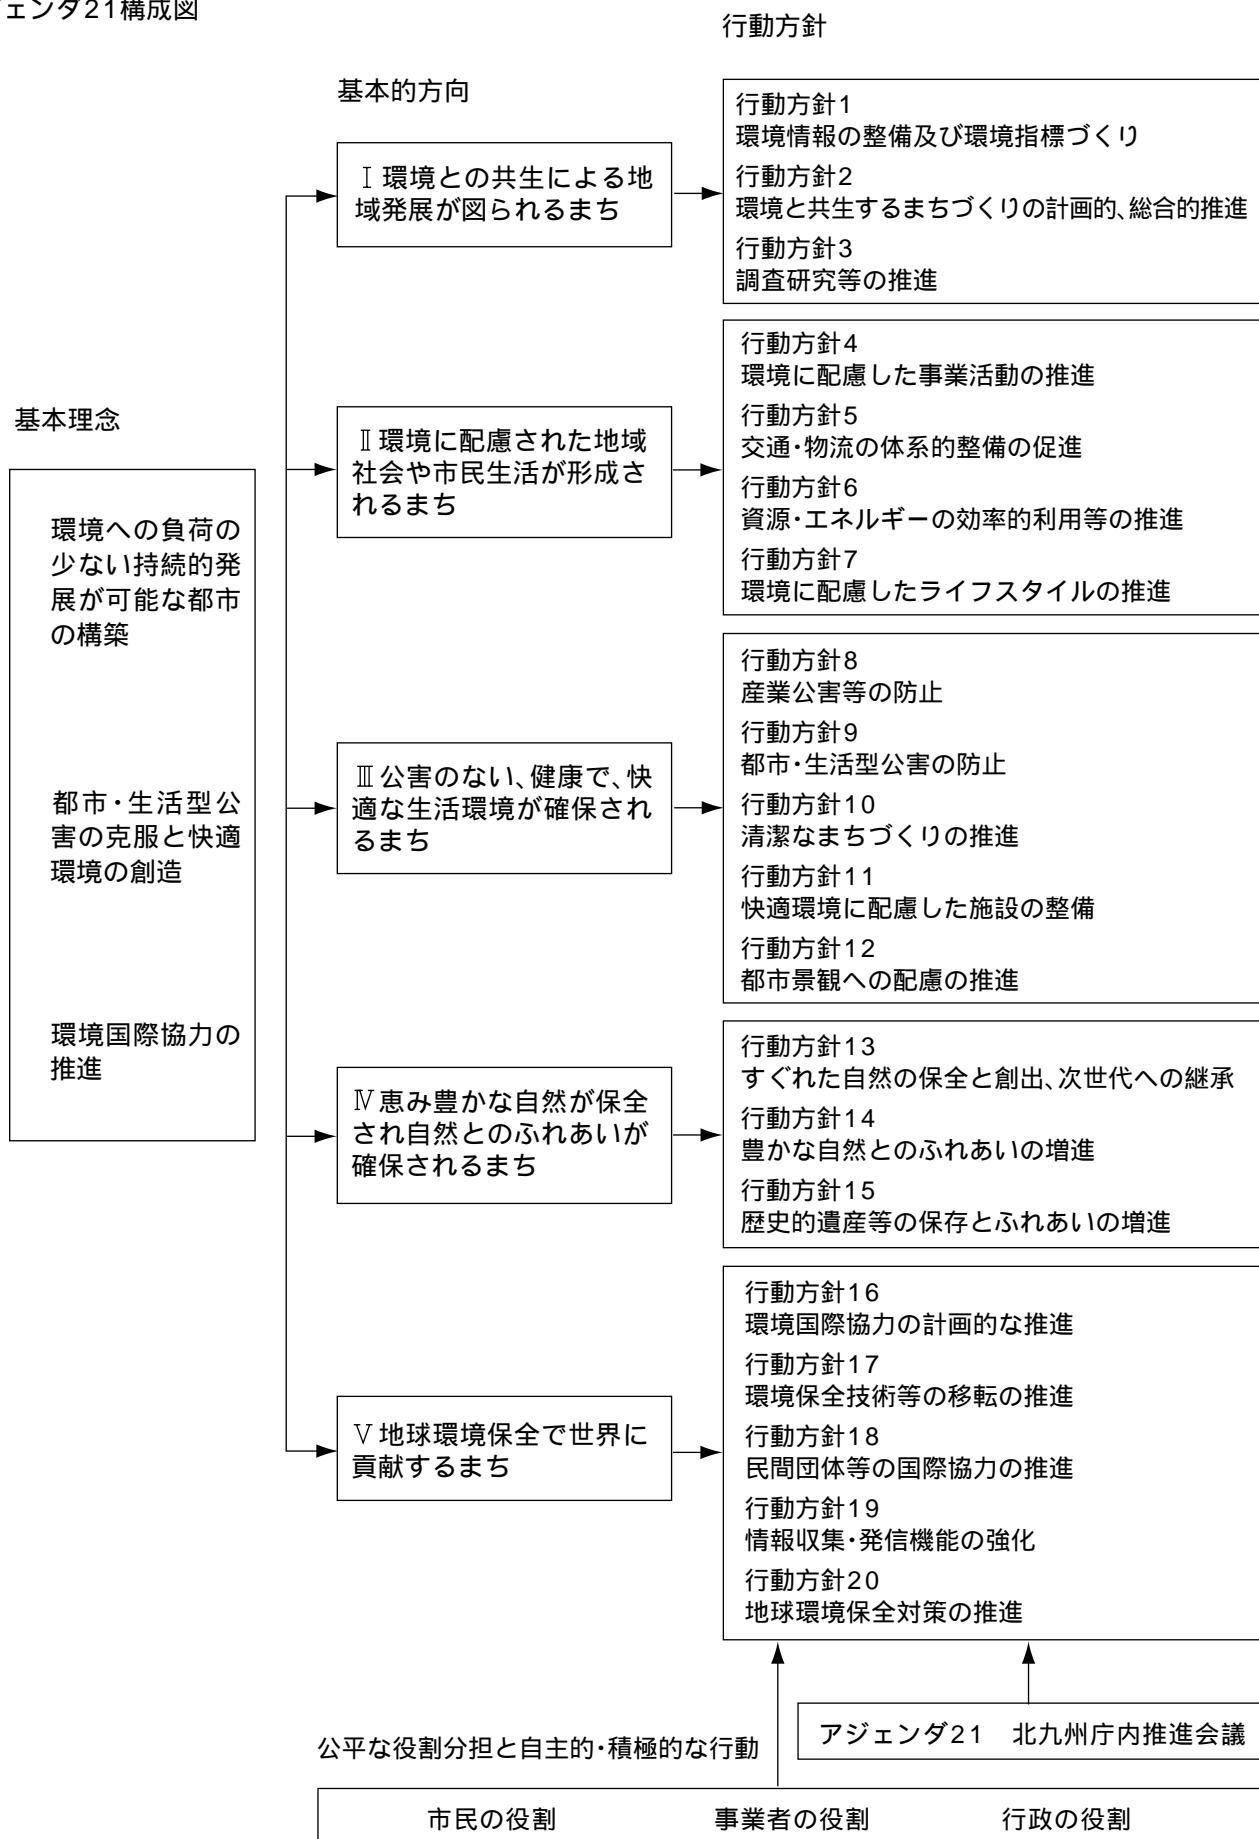 ェンダ21構成図
行動方針
基本的方向
基本理念
環境への負荷の
少ない持続的発
展が可能な都市
の構築
都市・生活型公
害の克服と快適
環境の創造
環境国際協力の
推進
Ⅰ環境との共生による地
域発展が図られるまち
行動方針1
環境情報の整備及び環境指標づくり
行動方針2
環境と共生するまちづくりの計画的、総合的推進
行動方針3
調査研究等の推進
Ⅱ環境に配慮された地域
社会や市民生活が形成さ
れるまち
行動方針4
環境に配慮した事業活動の推進
行動方針5
交通・物流の体系的整備の促進
行動方針6
資源・エネルギーの効率的利用等の推進
行動方針7
環境に配慮したライフスタイルの推進
Ⅲ公害のない、健康で、快
適な生活環境が確保され
るまち
行動方針8
産業公害等の防止
行動方針9
都市・生活型公害の防止
行動方針10
清潔なまちづくりの推進
行動方針11
快適環境に配慮した施設の整備
行動方針12
都市景観への配慮の推進
Ⅳ恵み豊かな自然が保全
され自然とのふれあいが
確保されるまち
行動方針13
すぐれた自然の保全と創出、次世代への継承
行動方針14
豊かな自然とのふれあいの増進
行動方針15
歴史的遺産等の保存とふれあいの増進
Ⅴ地球環境保全で世界に
貢献するまち
行動方針16
環境国際協力の計画的な推進
行動方針17
環境保全技術等の移転の推進
行動方針18
民間団体等の国際協力の推進
行動方針19
情報収集・発信機能の強化
行動方針20
地球環境保全対策の推進
アジェンダ21　北九州庁内推進会議
公平な役割分担と自主的・積極的な行動
市民の役割　事業者の役割　行政の役割